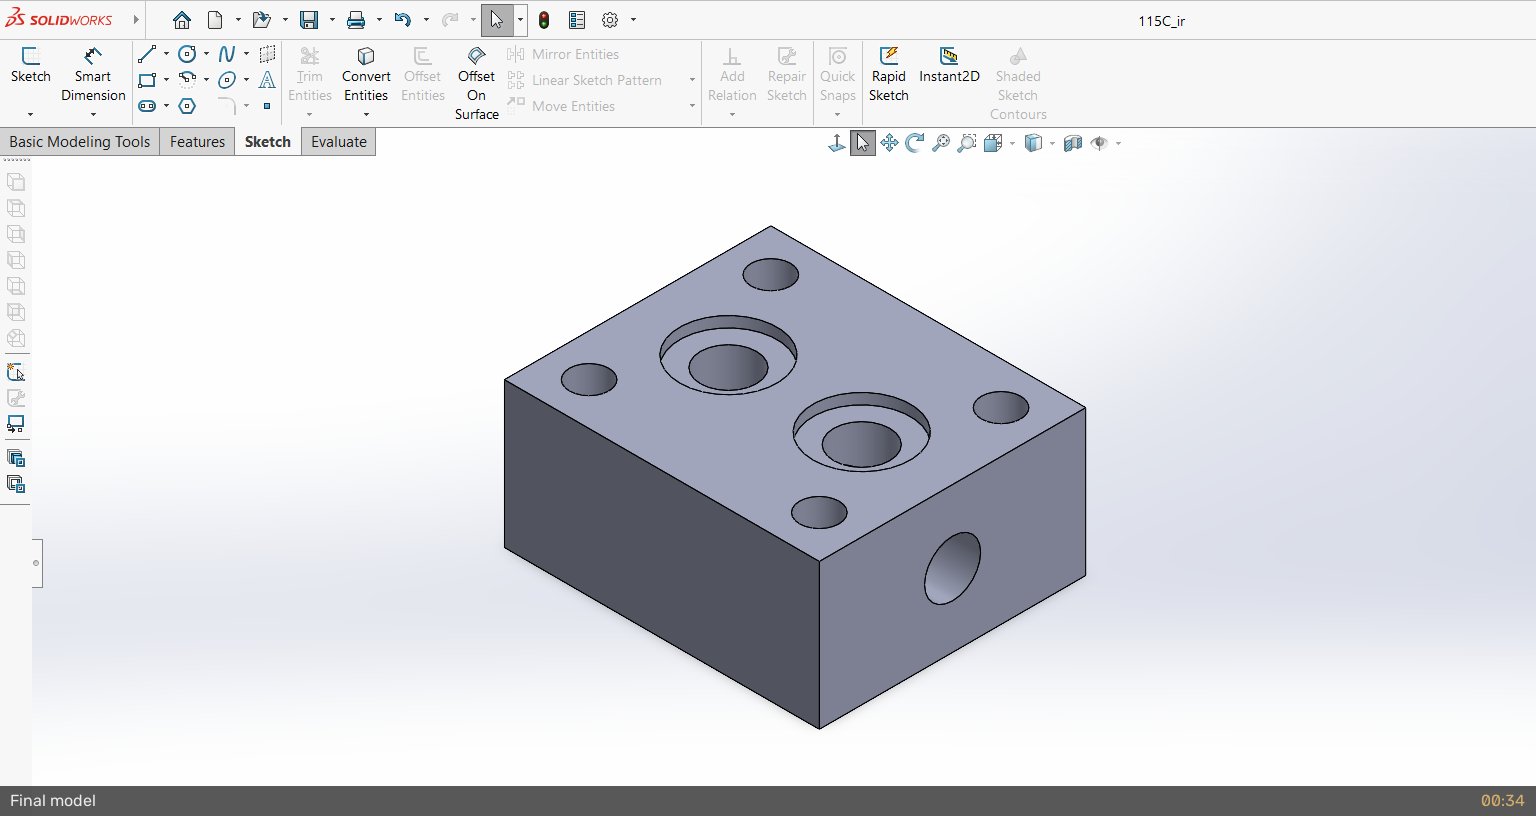 SOLIDWORKS
115C_ir
Sketch
Smart
Dimension
Trim
Entities
Convert
Entities
Offset
Entities
Offset
On
Surface
Mirror Entities
Linear Sketch Pattern
Move Entities
Add
Relation
Repair
Sketch
Quick
Snaps
Rapid
Sketch
Instant2D
Shaded
Sketch
Contours
Basic Modeling Tools
Features
Sketch
Evaluate
Final model
00:34